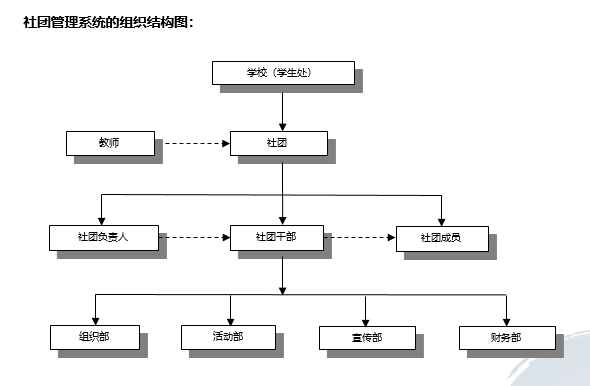 社团管理系统的组织结构图：
学校（学生处）
教师
社团
社团负责人
社团干部
社团成员
组织部
活动部
宣传部
财务部